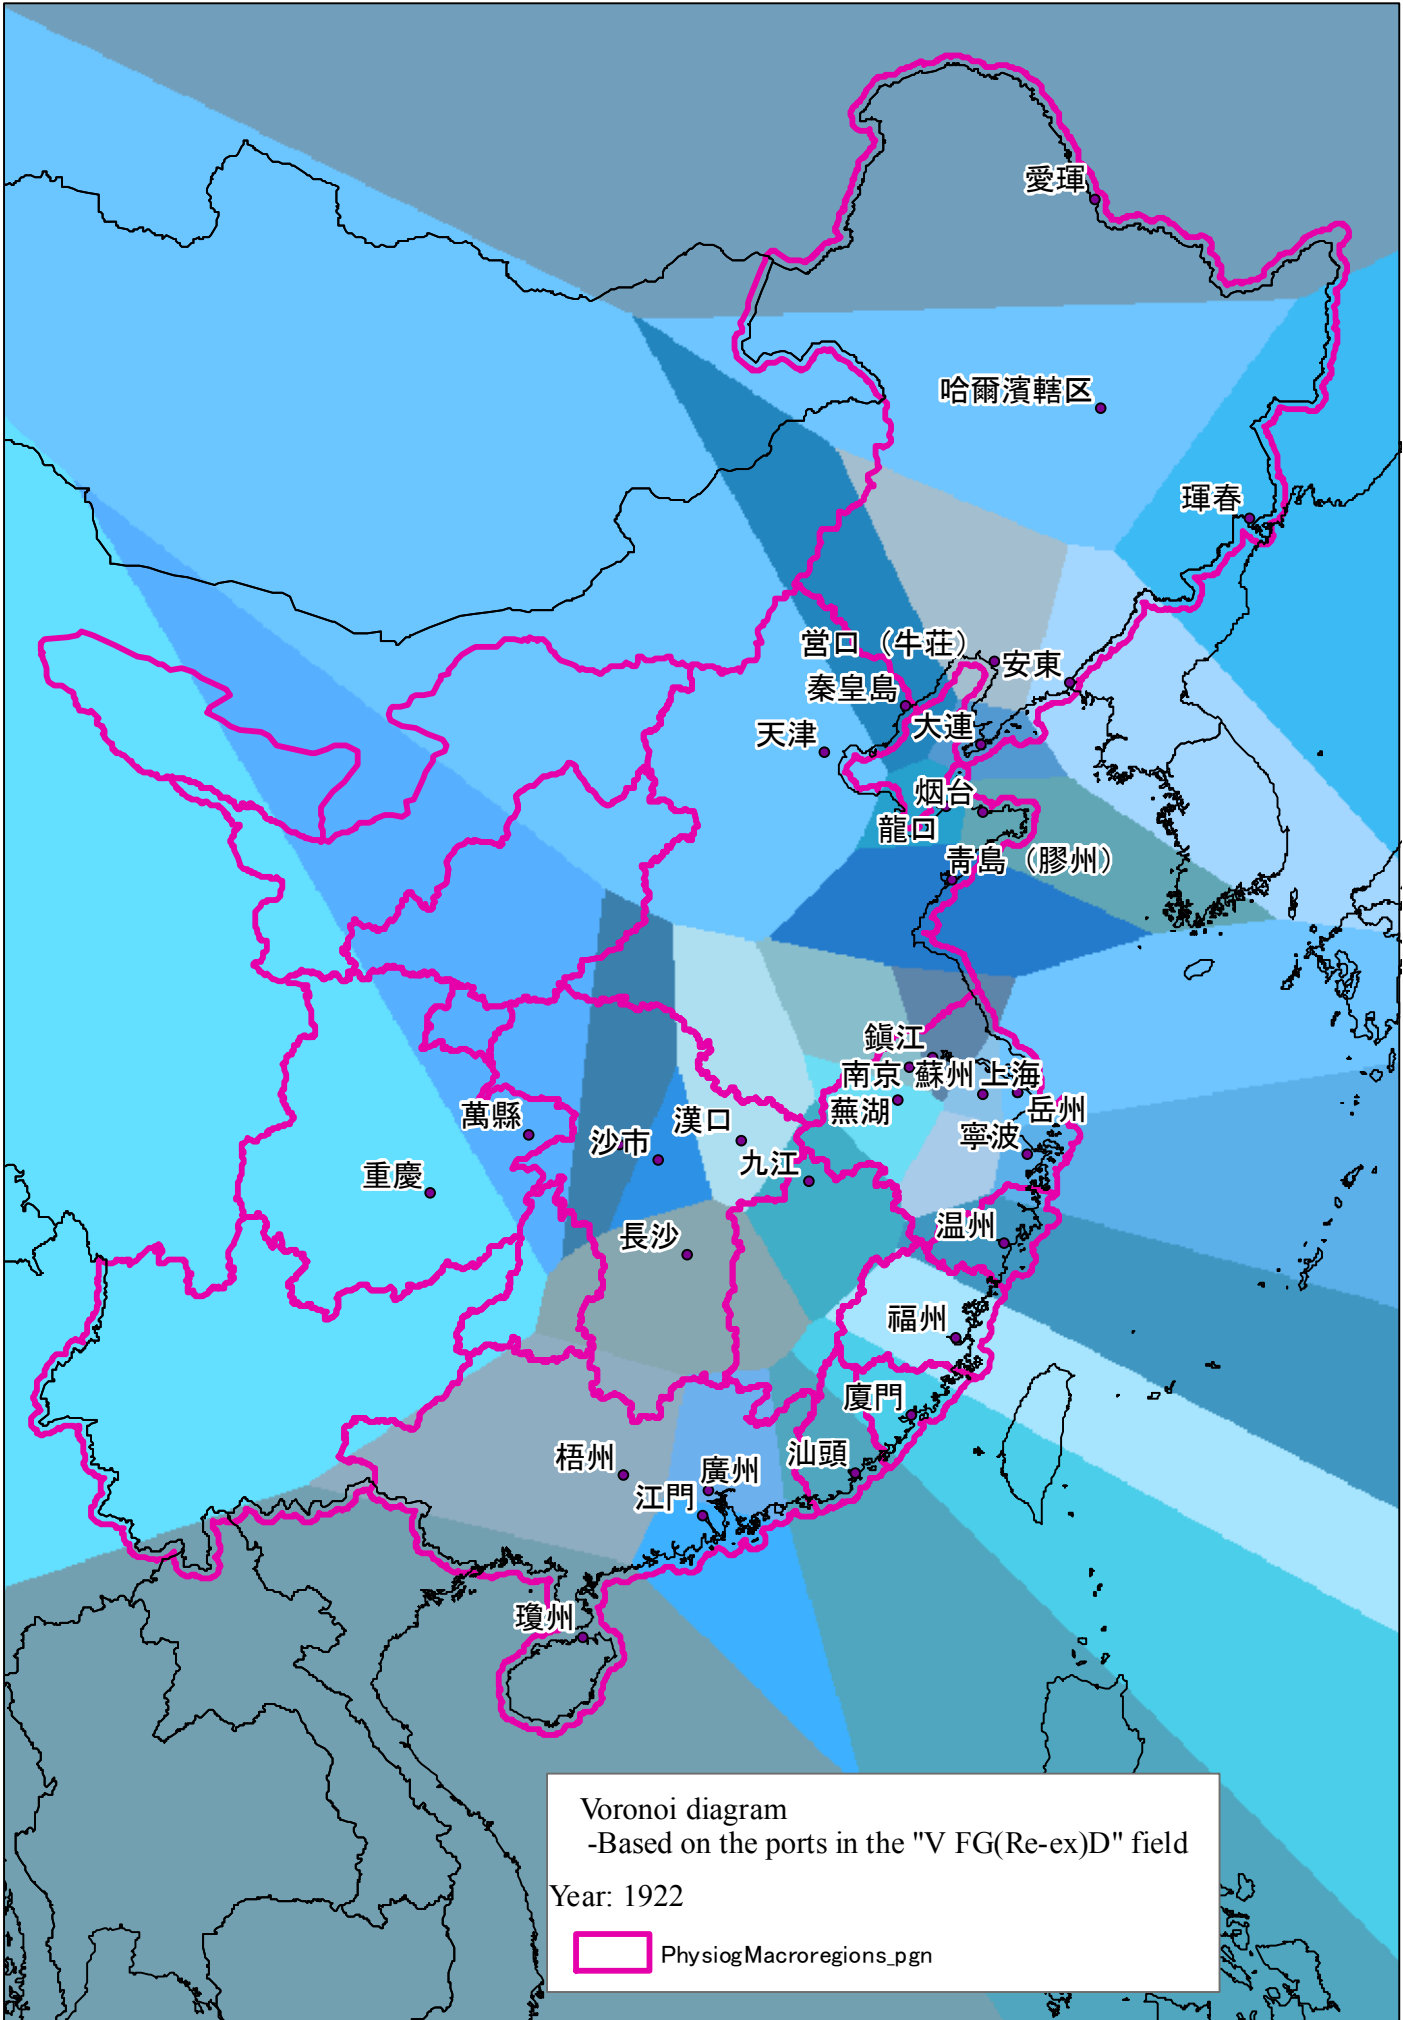 愛琿
哈爾濱轄区
琿春
営口（牛荘）
安東
秦皇島
大連
天津
烟台
龍口
青島（膠州）
鎮江
南京
蘇州
上海
蕪湖
岳州
萬縣
漢口
沙市
寧波
九江
重慶
長沙
温州
福州
廈門
梧州
汕頭
廣州
江門
瓊州
Voronoi diagram
-Based on the ports in the "V FG(Re-ex)D" field
Year: 1922
PhysiogMacroregions_pgn